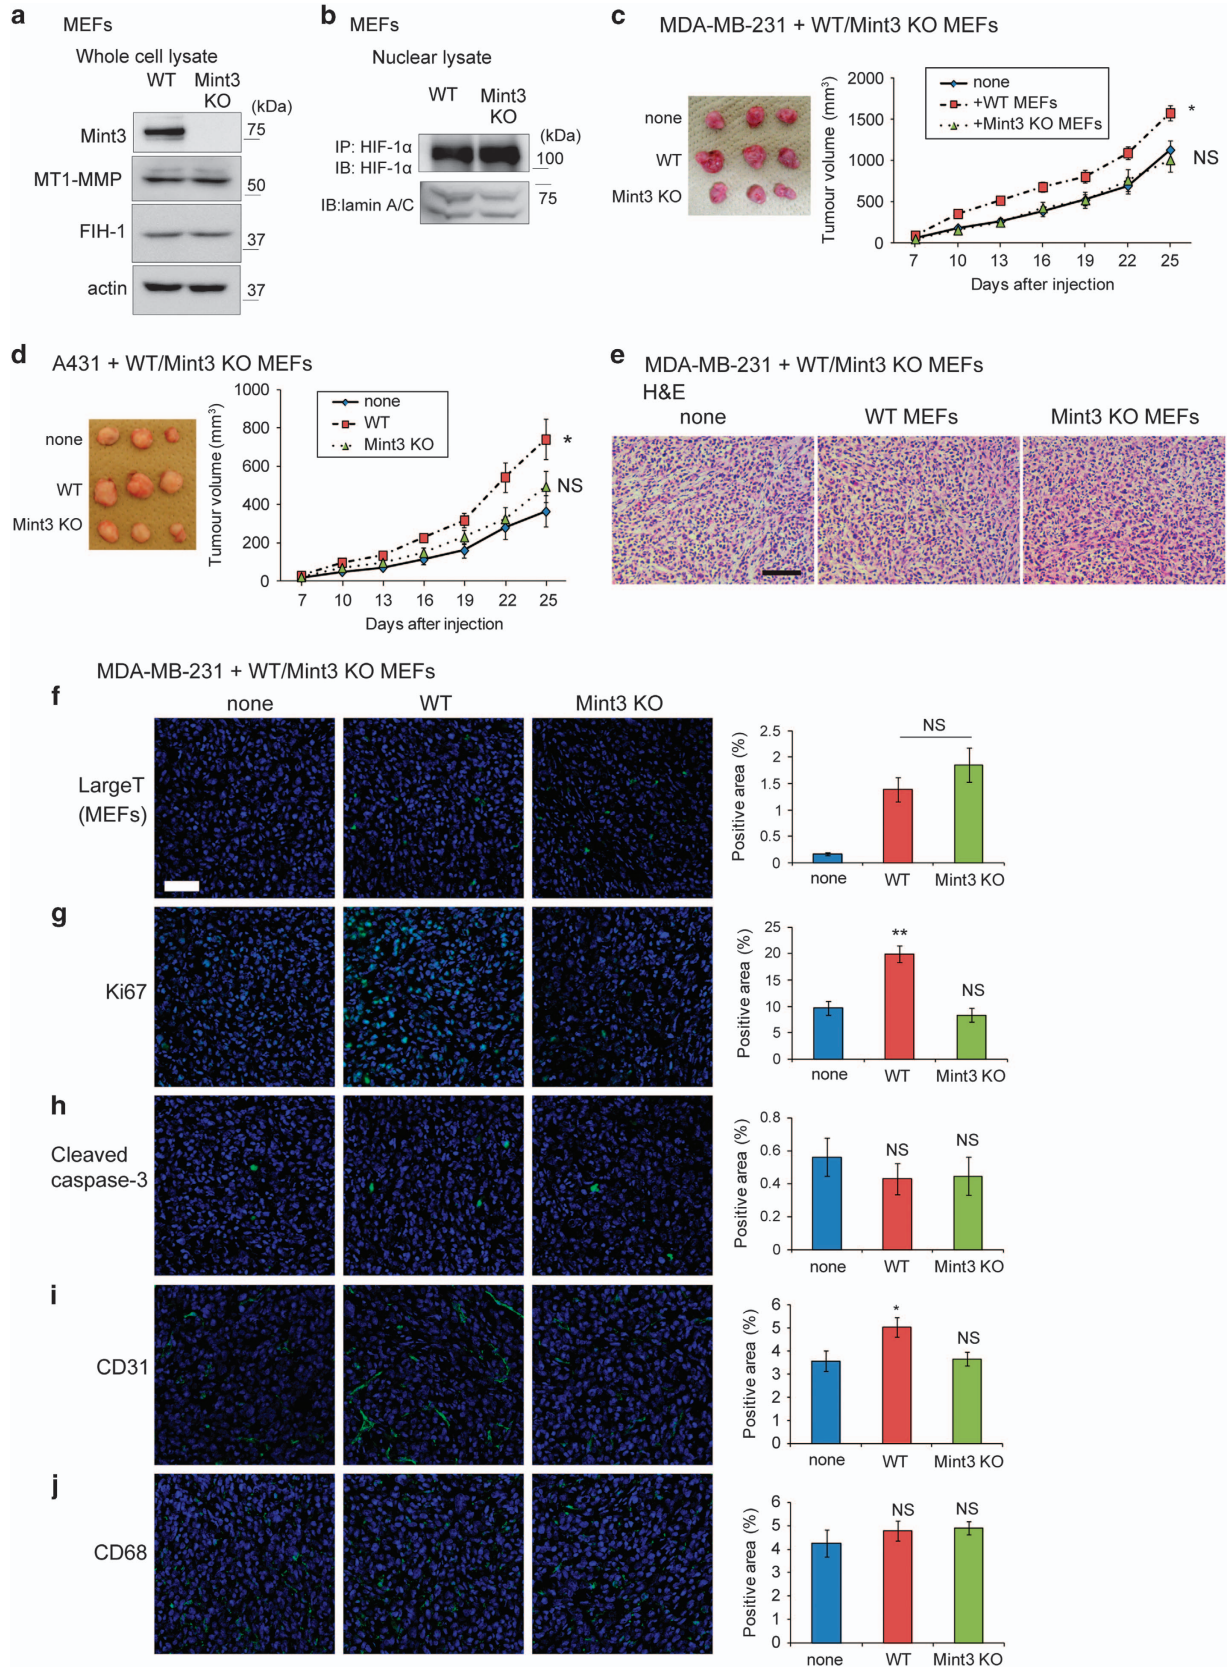 a MEFs
Whole cell lysate
WT Mint3 KO (kDa)
Mint3 75
MT1-MMP 50
FIH-1 37
actin 37
b MEFs
Nuclear lysate
WT Mint3 KO (kDa)
IP: HIF-1α
IB: HIF-1α 100
75
IB:lamin A/C
c MDA-MB-231 + WT/Mint3 KO MEFs
none
WT
Mint3 KO
Tumour volume (mm³)
2000
1500
1000
500
0
none
+WT MEFs
+Mint3 KO MEFs
*
NS
7 10 13 16 19 22 25
Days after injection
d A431 + WT/Mint3 KO MEFs
none
WT
Mint3 KO
Tumour volume (mm³)
1000
800
600
400
200
0
none
WT
Mint3 KO
*
NS
7 10 13 16 19 22 25
Days after injection
e MDA-MB-231 + WT/Mint3 KO MEFs
H&E
none WT MEFs Mint3 KO MEFs
MDA-MB-231 + WT/Mint3 KO MEFs
f none WT Mint3 KO
LargeT
(MEFs)
Positive area (%)
2.5
2
1.5
1
0.5
0
NS
none WT Mint3 KO
g
Ki67
Positive area (%)
25
20
15
10
5
0
**
NS
none WT Mint3 KO
h
Cleaved
caspase-3
Positive area (%)
0.8
0.6
0.4
0.2
0
NS NS
none WT Mint3 KO
i
CD31
Positive area (%)
6
5
4
3
2
1
0
*
NS
none WT Mint3 KO
j
CD68
Positive area (%)
6
5
4
3
2
1
0
NS NS
none WT Mint3 KO